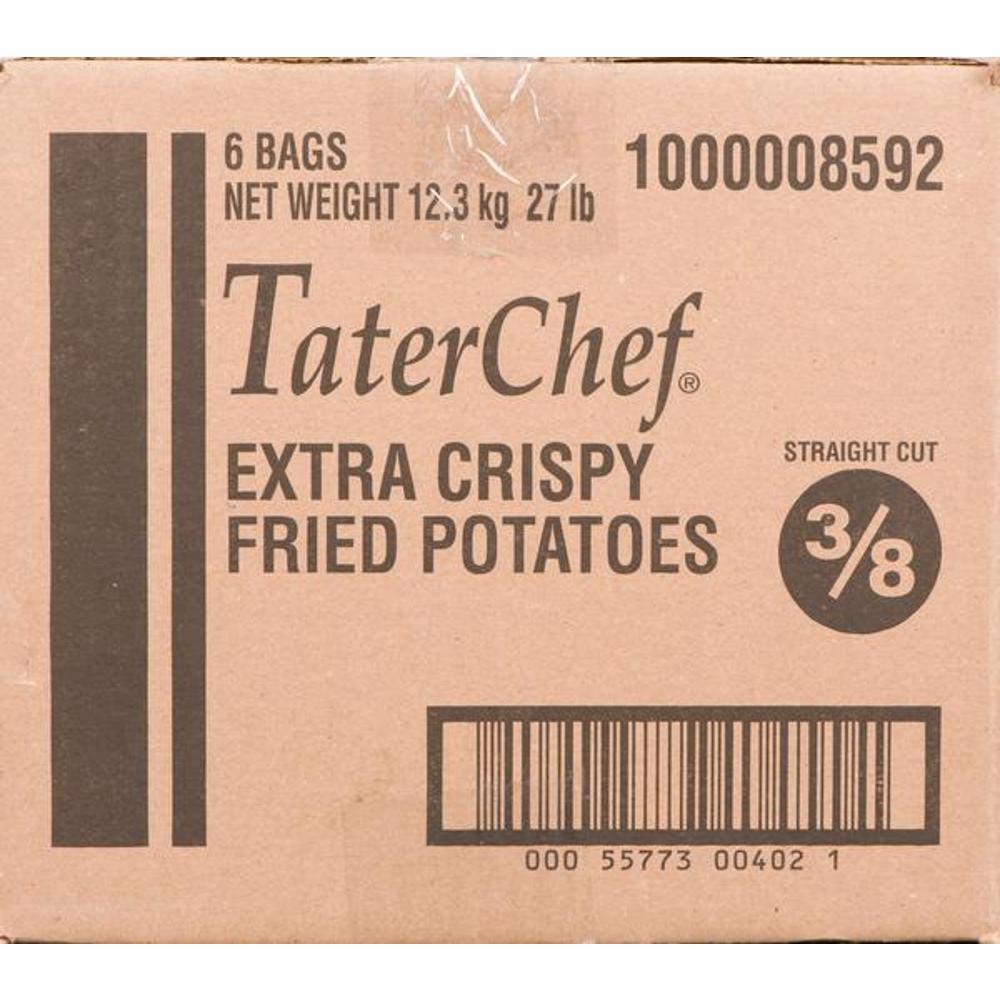 6 BAGS
NET WEIGHT 12.3 kg 27 lb
1000008592
TaterChef®
EXTRA CRISPY
FRIED POTATOES
STRAIGHT CUT
3/8
000 55773 00402 1